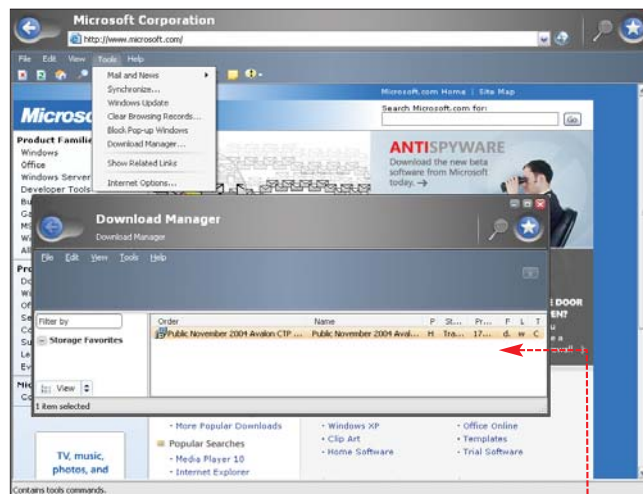 Microsoft Corporation
http://www.microsoft.com/
File Edit View Tools Help
Mail and News
Synchronize...
Windows Update
Clear Browsing Records...
Block Pop-up Windows
Download Manager...
Show Related Links
Internet Options...
Microsoft.com Home | Site Map
Search Microsoft.com for:
Go
Product Families
Windows
Office
Windows Server
Developer Tools
ANTISPYWARE
Download the new beta
software from Microsoft
today.
Download Manager
Download Manager
File Edit View Tools Help
Filter by
Storage Favorites
View
Order Name P St... Pr... F L T
Public November 2004 Avalon CTP ... Public November 2004 Aval... H Tra... 17... d. w C
1 item selected
DOOR
TV, music,
photos, and
More Popular Downloads
Popular Searches
Media Player 10
Internet Explorer
Windows XP
Clip Art
Home Software
Office Online
Templates
Trial Software
Contains tools commands.